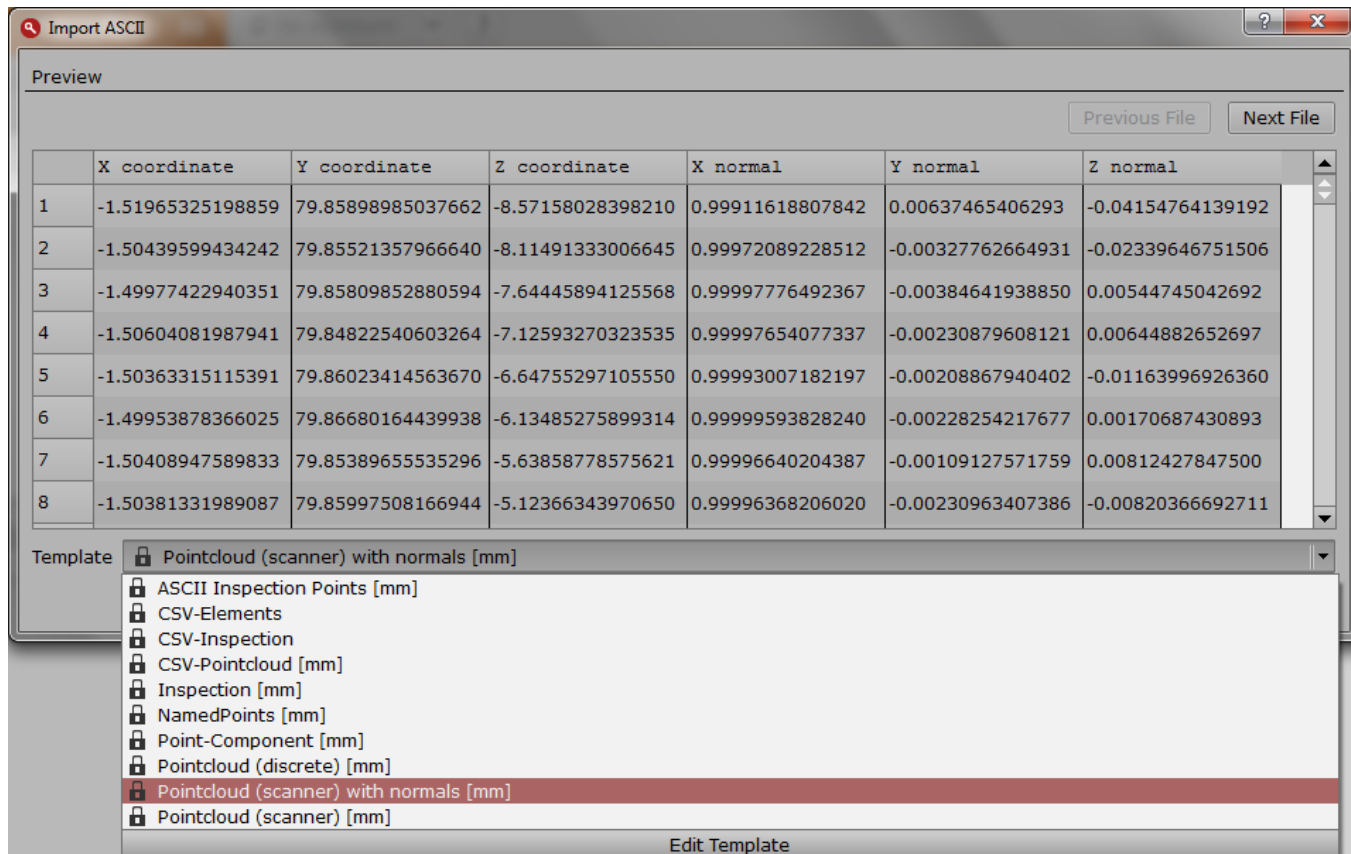 Import ASCII
Preview
Previous File Next File
X coordinate Y coordinate Z coordinate X normal Y normal Z normal
1 -1.51965325198859 79.85898985037662 -8.57158028398210 0.99911618807842 0.00637465406293 -0.04154764139192
2 -1.50439599434242 79.85521357966640 -8.11491333006645 0.99972089228512 -0.00327762664931 -0.02339646751506
3 -1.49977422940351 79.85809852880594 -7.64445894125568 0.99997776492367 -0.00384641938850 0.00544745042692
4 -1.50604081987941 79.84822540603264 -7.12593270323535 0.99997654077337 -0.00230879608121 0.00644882652697
5 -1.50363315115391 79.86023414563670 -6.64755297105550 0.99993007182197 -0.00208867940402 -0.01163996926360
6 -1.49953878366025 79.86680164439938 -6.13485275899314 0.99999593828240 -0.00228254217677 0.00170687430893
7 -1.50408947589833 79.85389655535296 -5.63858778575621 0.99996640204387 -0.00109127571759 0.00812427847500
8 -1.50381331989087 79.85997508166944 -5.12366343970650 0.99996368206020 -0.00230963407386 -0.00820366692711
Template Pointcloud (scanner) with normals [mm]
ASCII Inspection Points [mm]
CSV-Elements
CSV-Inspection
CSV-Pointcloud [mm]
Inspection [mm]
NamedPoints [mm]
Point-Component [mm]
Pointcloud (discrete) [mm]
Pointcloud (scanner) with normals [mm]
Pointcloud (scanner) [mm]
Edit Template